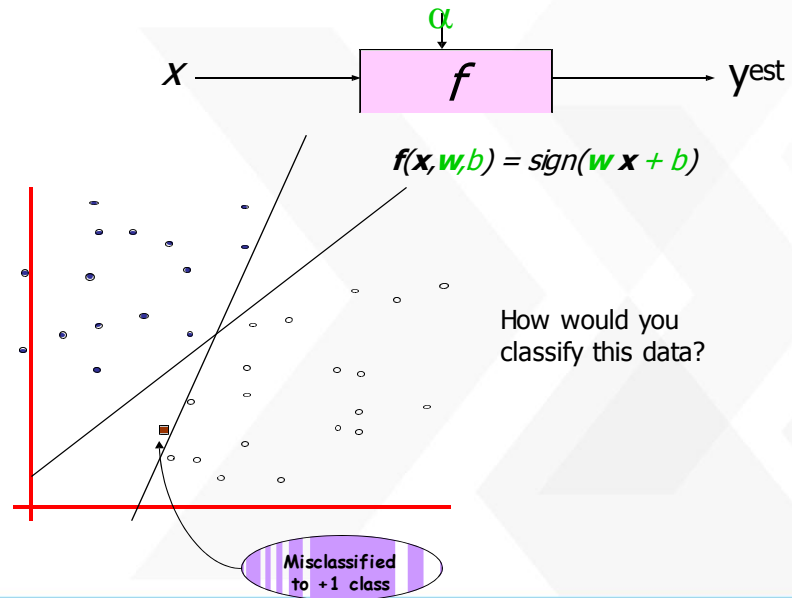 α
x f yest
f(x,w,b) = sign(w x + b)
How would you
classify this data?
Misclassified
to +1 class